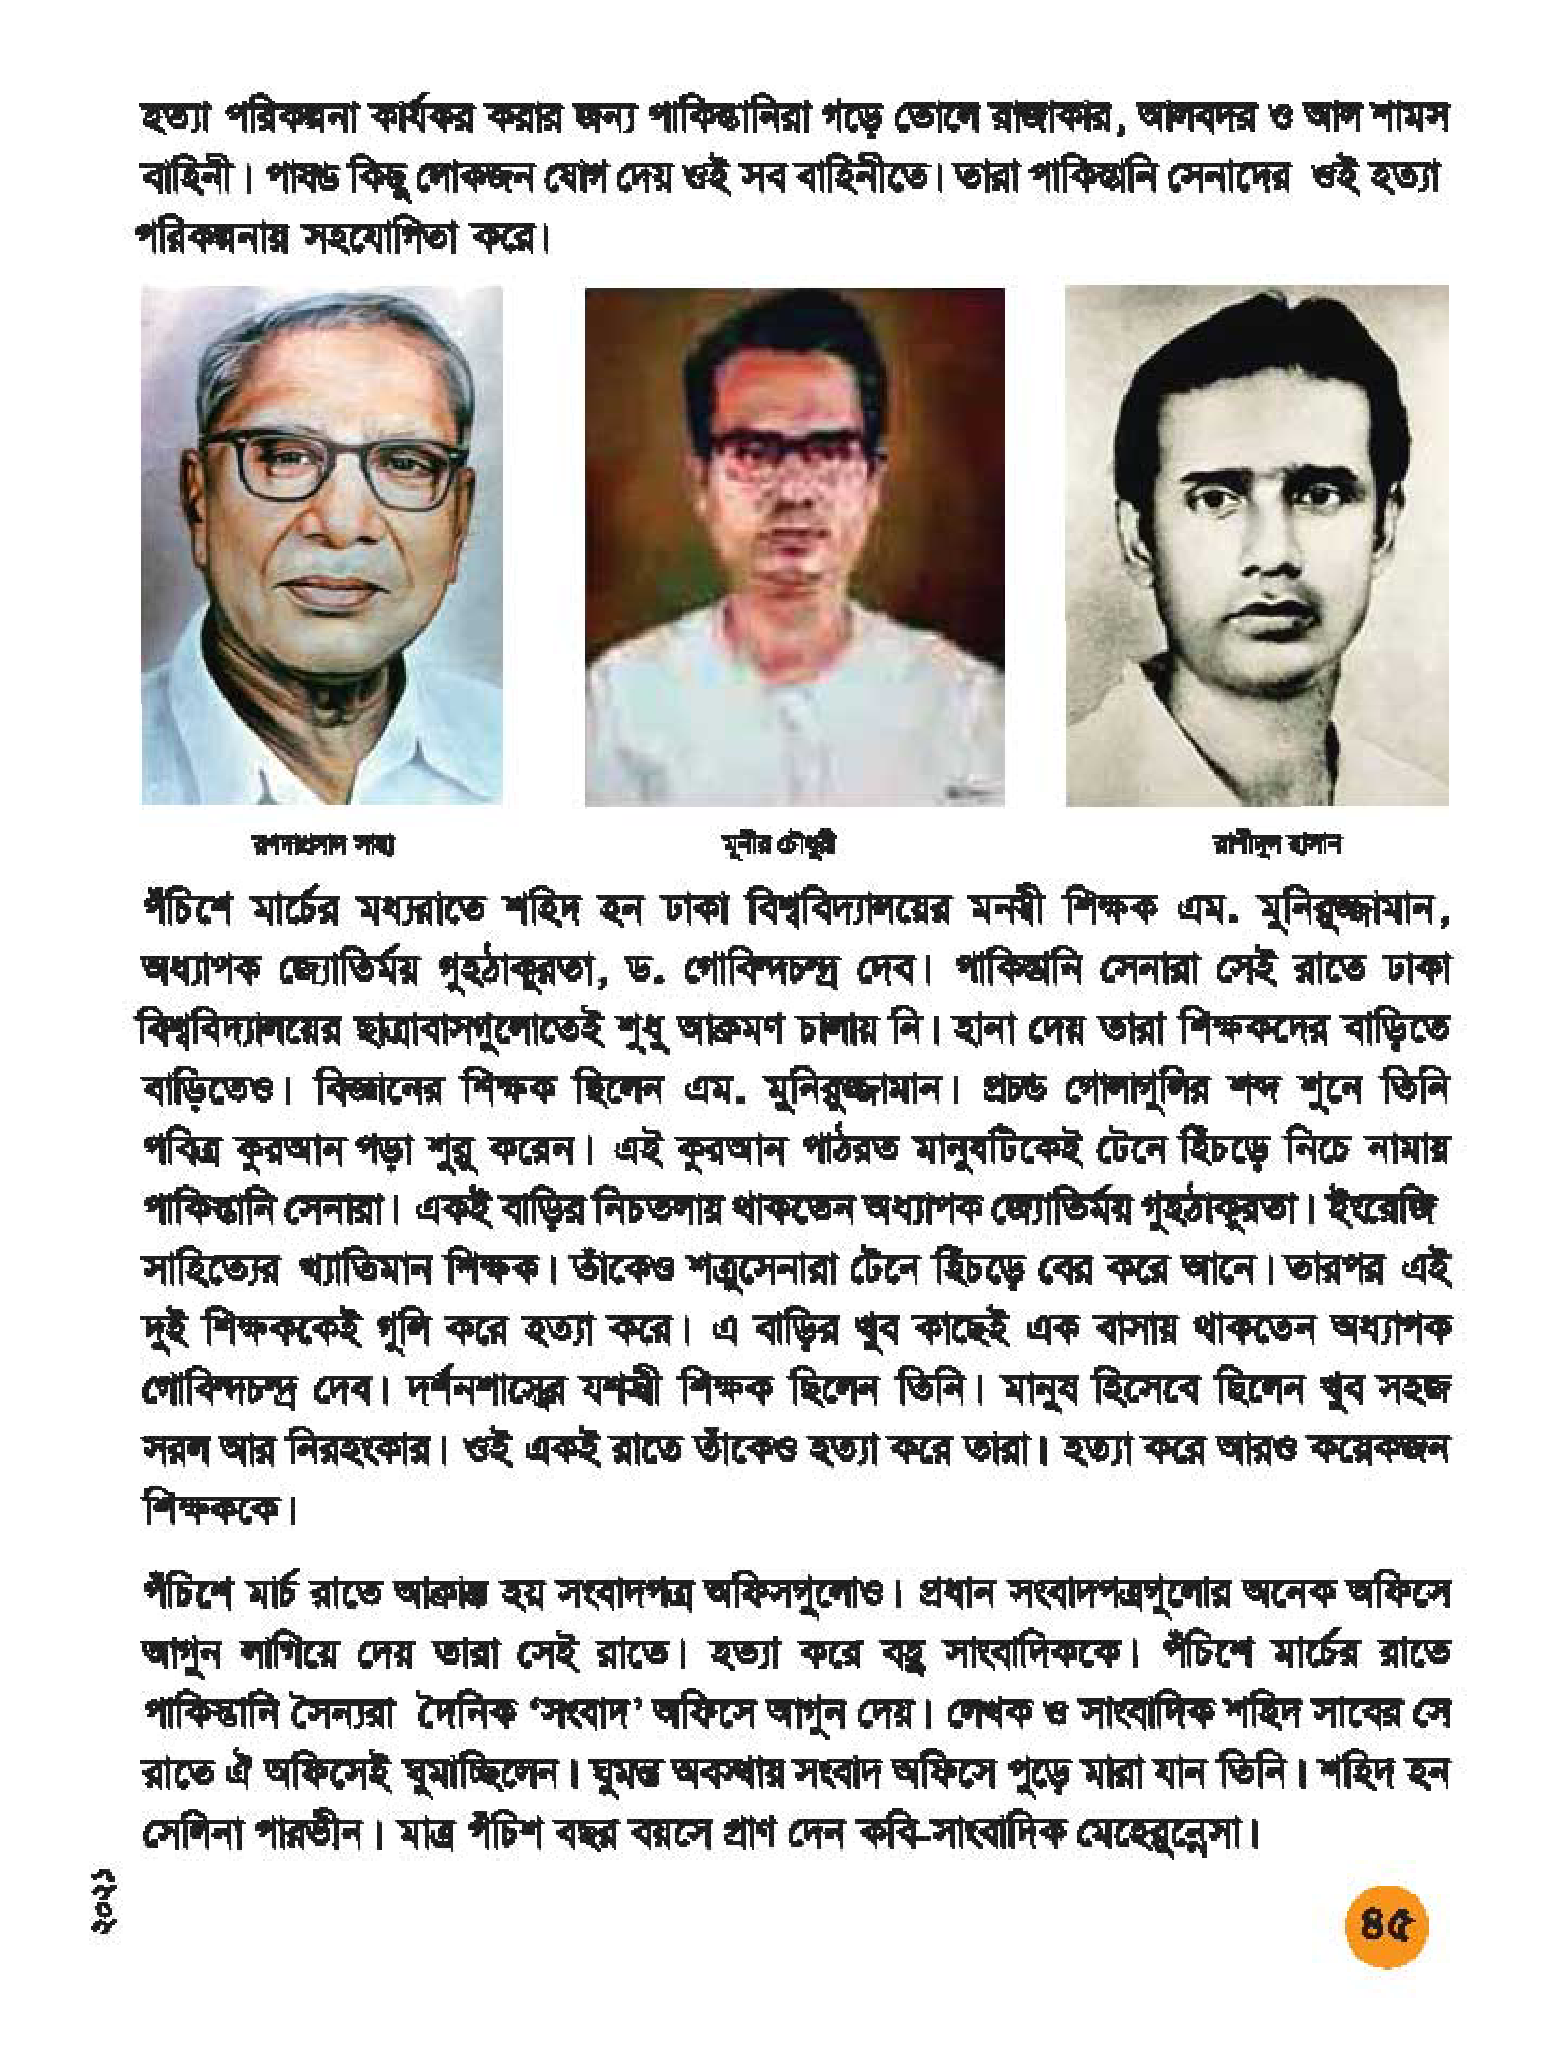 হত্যা পরিকল্পনা কার্যকর করার জন্য পাকিস্তানিরা গড়ে তোলে রাজাকার, আলবদর ও আল শামস
বাহিনী। পাষণ্ড কিছু লোকজন যোগ দেয় ওই সব বাহিনীতে। তারা পাকিস্তানি সেনাদের ওই হত্যা
পরিকল্পনায় সহযোগিতা করে।
রণদাপ্রসাদ সাহা
মুনীর চৌধুরী
রাশীদুল হাসান
পঁচিশে মার্চের মধ্যরাতে শহিদ হন ঢাকা বিশ্ববিদ্যালয়ের মনস্বী শিক্ষক এম. মুনিরুজ্জামান,
অধ্যাপক জ্যোতির্ময় গুহঠাকুরতা, ড. গোবিন্দচন্দ্র দেব। পাকিস্তানি সেনারা সেই রাতে ঢাকা
বিশ্ববিদ্যালয়ের ছাত্রাবাসগুলোতেই শুধু আক্রমণ চালায় নি। হানা দেয় তারা শিক্ষকদের বাড়িতে
বাড়িতেও। বিজ্ঞানের শিক্ষক ছিলেন এম. মুনিরুজ্জামান। প্রচন্ড গোলাগুলির শব্দ শুনে তিনি
পবিত্র কুরআন পড়া শুরু করেন। এই কুরআন পাঠরত মানুষটিকেই টেনে হিঁচড়ে নিচে নামায়
পাকিস্তানি সেনারা। একই বাড়ির নিচতলায় থাকতেন অধ্যাপক জ্যোতির্ময় গুহঠাকুরতা। ইংরেজি
সাহিত্যের খ্যাতিমান শিক্ষক। তাঁকেও শত্রুসেনারা টেনে হিঁচড়ে বের করে আনে। তারপর এই
দুই শিক্ষককেই গুলি করে হত্যা করে। এ বাড়ির খুব কাছেই এক বাসায় থাকতেন অধ্যাপক
গোবিন্দচন্দ্র দেব। দর্শনশাস্ত্রের যশস্বী শিক্ষক ছিলেন তিনি। মানুষ হিসেবে ছিলেন খুব সহজ
সরল আর নিরহংকার। ওই একই রাতে তাঁকেও হত্যা করে তারা। হত্যা করে আরও কয়েকজন
শিক্ষককে।
পঁচিশে মার্চ রাতে আক্রান্ত হয় সংবাদপত্র অফিসগুলোও। প্রধান সংবাদপত্রগুলোর অনেক অফিসে
আগুন লাগিয়ে দেয় তারা সেই রাতে। হত্যা করে বহু সাংবাদিককে। পঁচিশে মার্চের রাতে
পাকিস্তানি সৈন্যরা দৈনিক ‘সংবাদ’ অফিসে আগুন দেয়। লেখক ও সাংবাদিক শহিদ সাবের সে
রাতে ঐ অফিসেই ঘুমাচ্ছিলেন। ঘুমন্ত অবস্থায় সংবাদ অফিসে পুড়ে মারা যান তিনি। শহিদ হন
সেলিনা পারভীন। মাত্র পঁচিশ বছর বয়সে প্রাণ দেন কবি-সাংবাদিক মেহেরুন্নেসা।
২০২১
৪৫